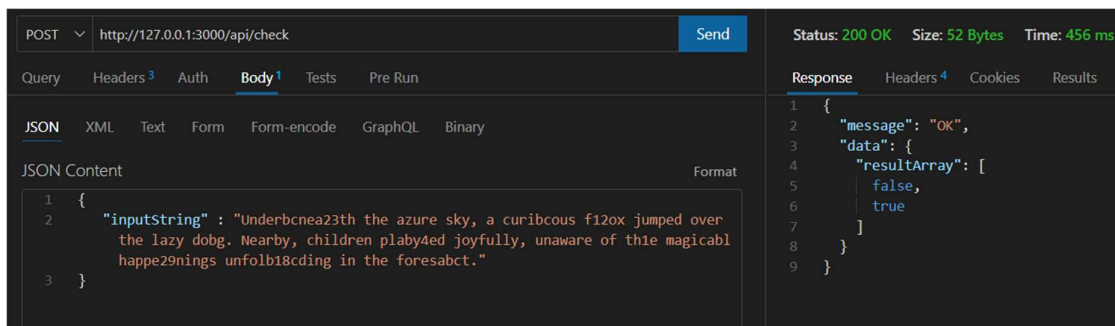 POST http://127.0.0.1:3000/api/check Send
Query Headers 3 Auth Body 1 Tests Pre Run
JSON XML Text Form Form-encode GraphQL Binary
JSON Content Format
1 {
2 "inputString" : "Underbcnea23th the azure sky, a curibcous f12ox jumped over
the lazy dobg. Nearby, children plaby4ed joyfully, unaware of th1e magicabl
happe29nings unfolb18cding in the foresabct."
3 }
Status: 200 OK Size: 52 Bytes Time: 456 ms
Response Headers 4 Cookies Results
1 {
2 "message": "OK",
3 "data": {
4 "resultArray": [
5 false,
6 true
7 ]
8 }
9 }